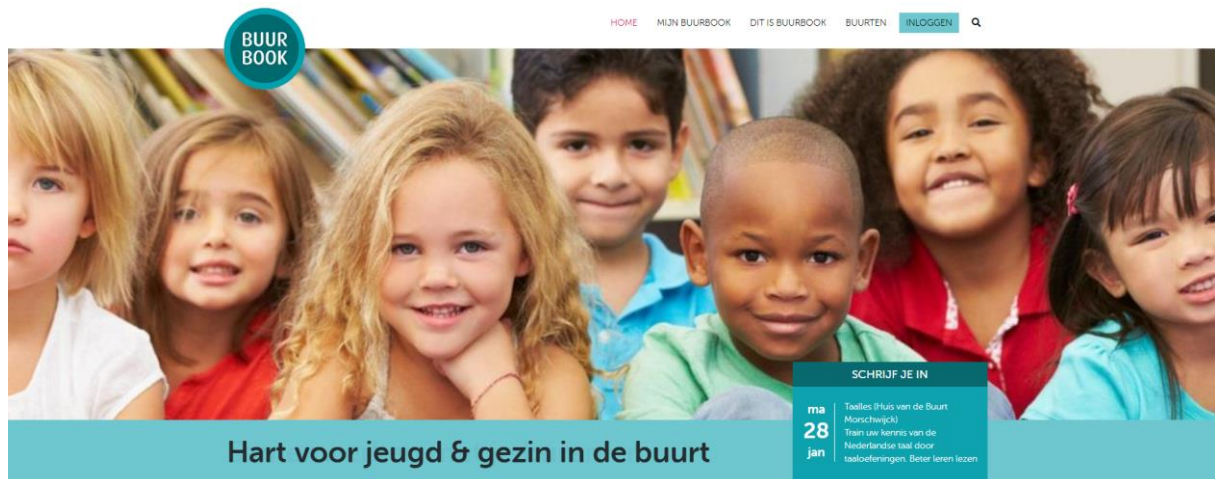 BUUR
BOOK
HOME MIJN BUURBOOK DIT IS BUURBOOK BUURTEN INLOGGEN
SCHRIJF JE IN
ma
28
jan
Taalles (Huis van de Buurt
Morschwijck)
Train uw kennis van de
Nederlandse taal door
taaloefeningen. Beter leren lezen
Hart voor jeugd & gezin in de buurt